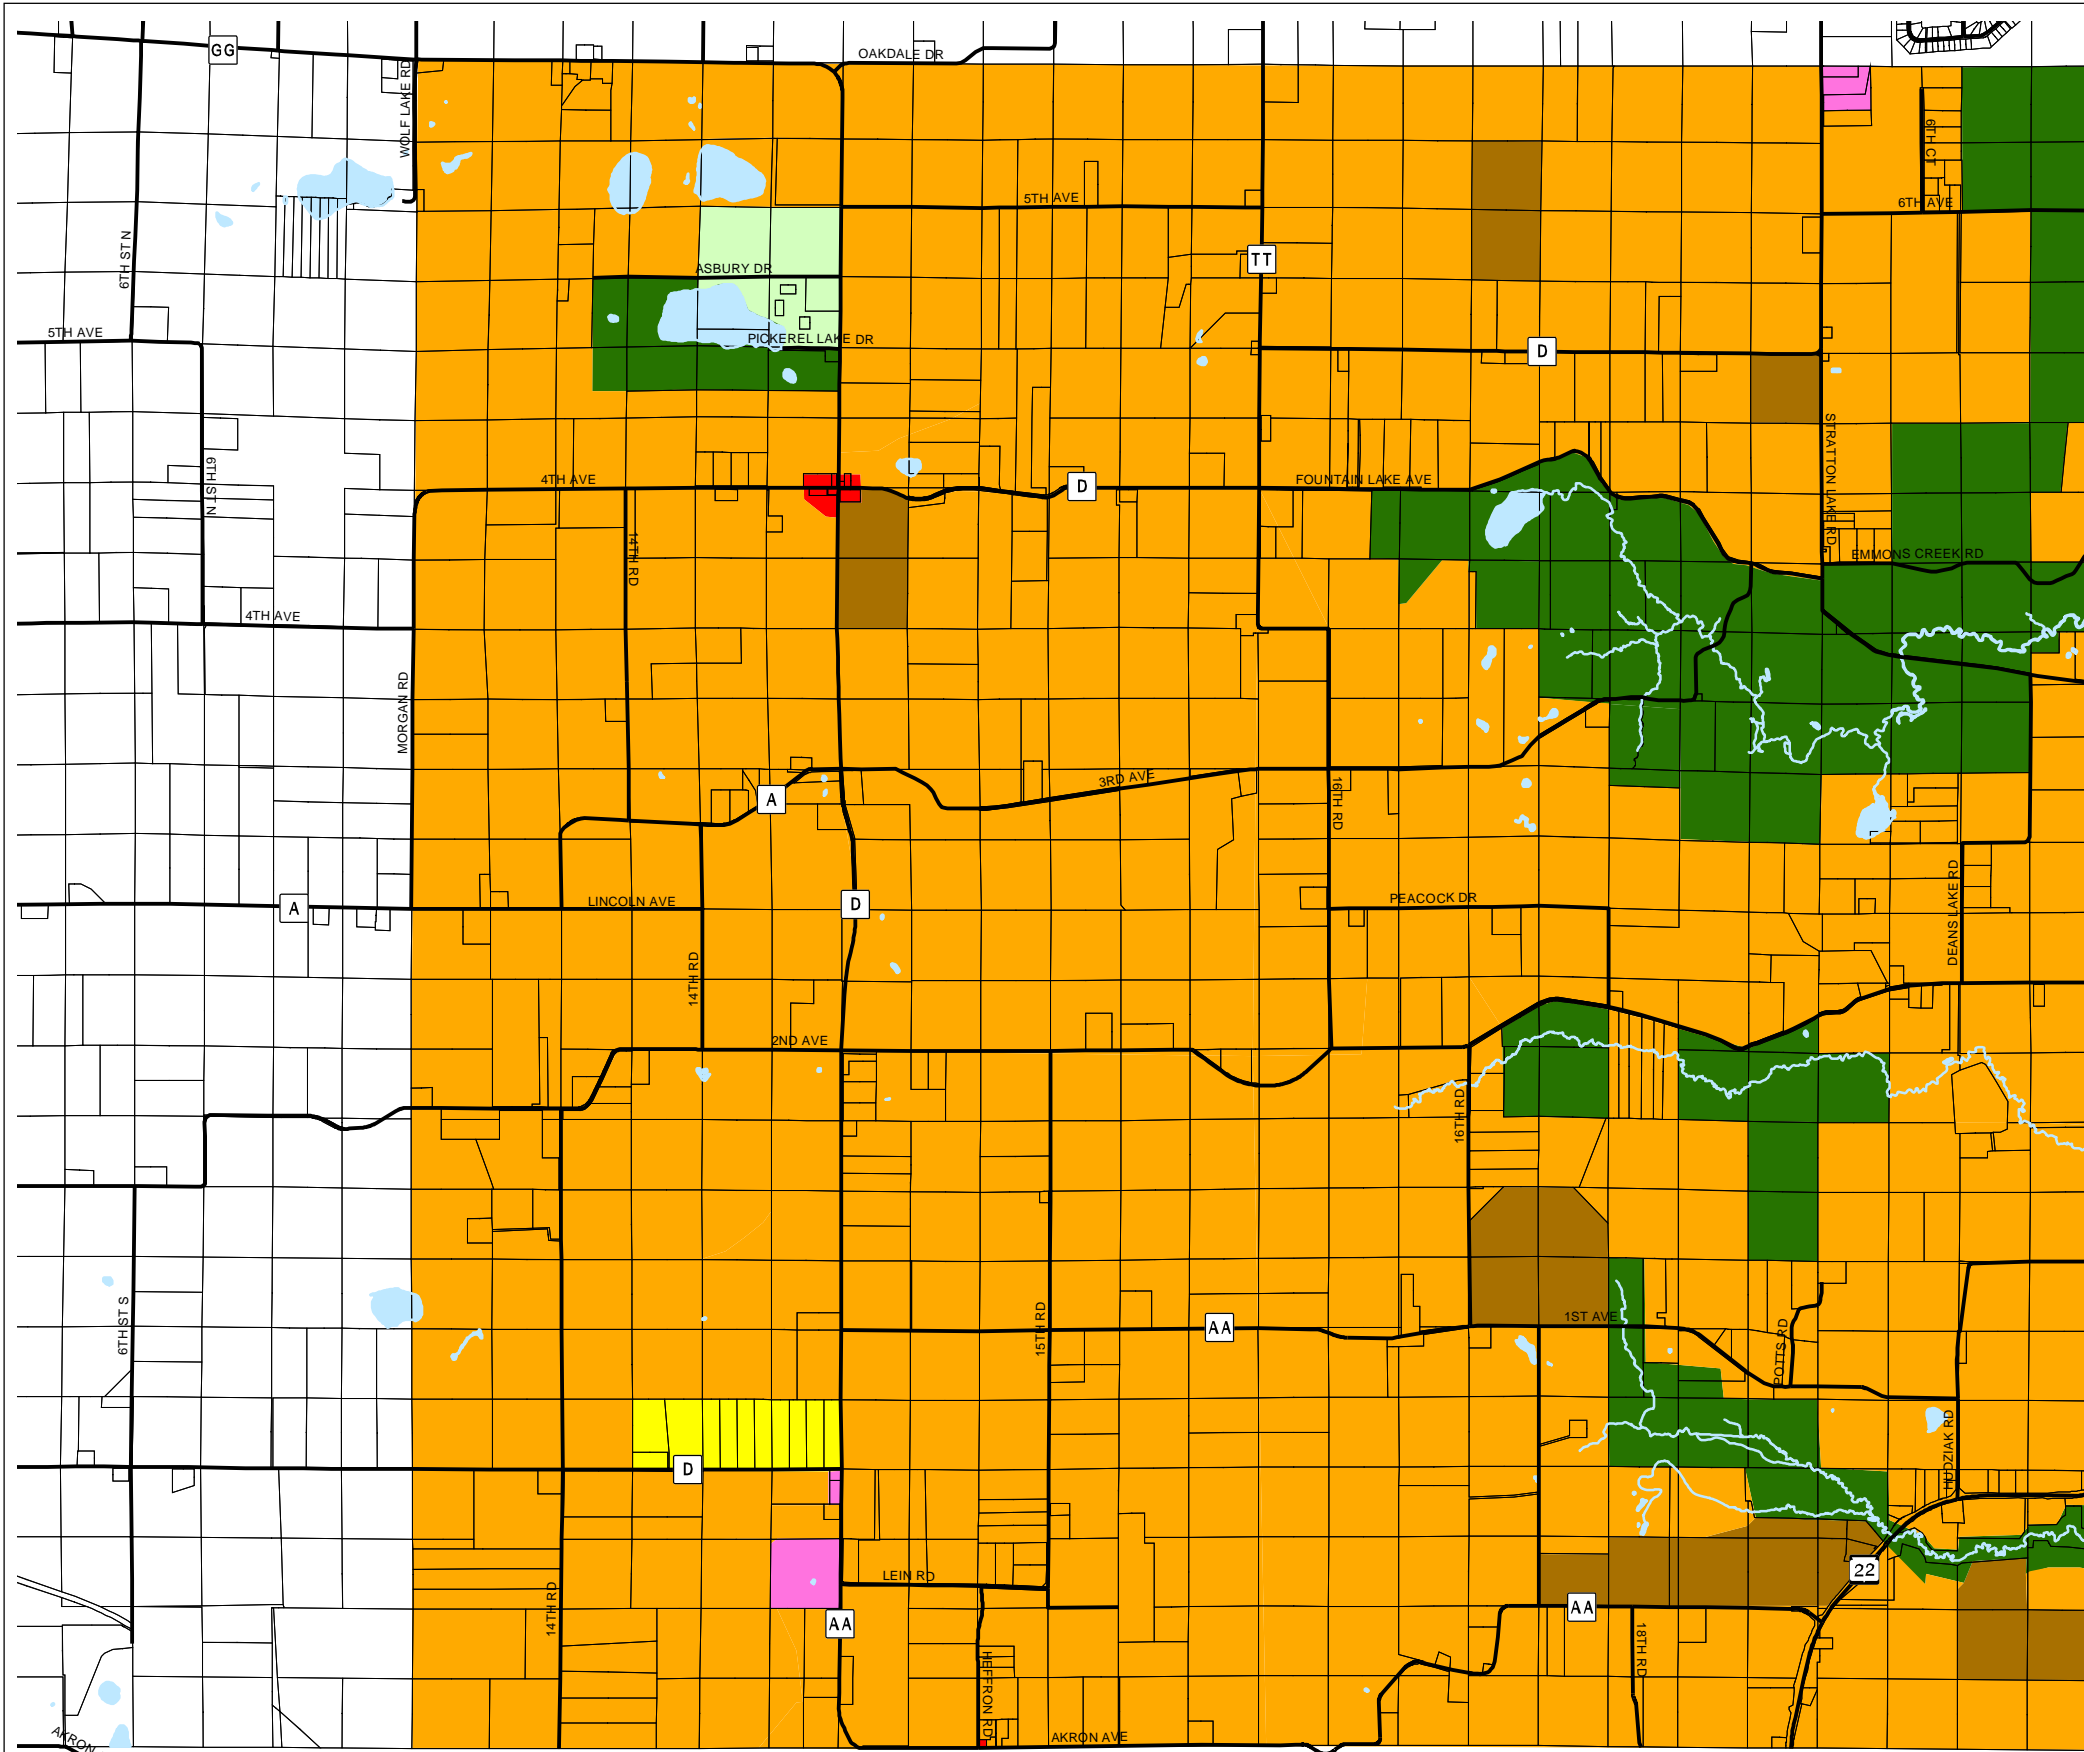 GG
OAKDALE DR
WOLF LAKE RD
6TH CT
5TH AVE
6TH AVE
6TH ST N
TT
ASBURY DR
5TH AVE
PICKEREL LAKE DR
D
STRATTON LAKE RD
6TH ST N
4TH AVE
L
D
FOUNTAIN LAKE AVE
14TH RD
EMMONS CREEK RD
4TH AVE
MORGAN RD
3RD AVE
A
16TH RD
LINCOLN AVE
D
PEACOCK DR
A
DEANS LAKE RD
14TH RD
2ND AVE
16TH RD
6TH ST S
15TH RD
AA
1ST AVE
POTTS RD
D
HUDZIAK RD
LEIN RD
22
14TH RD
AA
AA
18TH RD
HEFFRON RD
AKRON AVE
AKRON